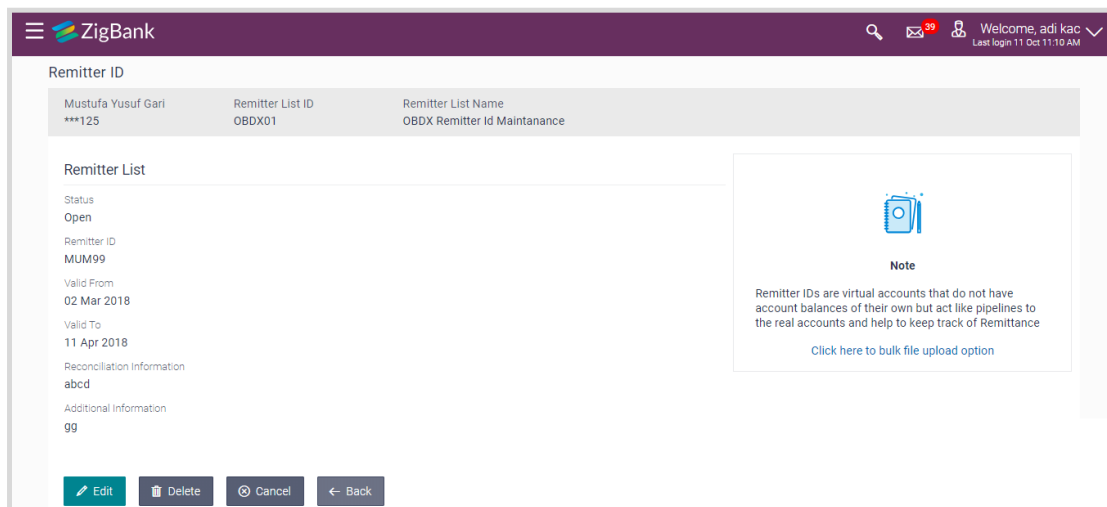 ZigBank
39
Welcome, adi kac
Last login 11 Oct 11:10 AM
Remitter ID
Mustufa Yusuf Gari
Remitter List ID
Remitter List Name
***125
OBDX01
OBDX Remitter Id Maintanance
Remitter List
Status
Open
Remitter ID
MUM99
Valid From
02 Mar 2018
Valid To
11 Apr 2018
Reconciliation Information
abcd
Additional Information
gg
Note
Remitter IDs are virtual accounts that do not have
account balances of their own but act like pipelines to
the real accounts and help to keep track of Remittance
Click here to bulk file upload option
Edit
Delete
Cancel
Back